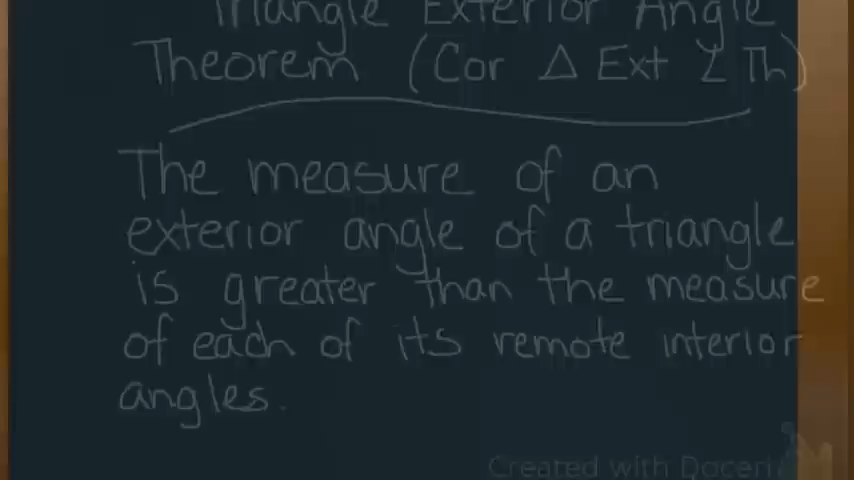 Triangle Exterior Angle
Theorem (Cor Δ Ext ∠ Th)
The measure of an
exterior angle of a triangle
is greater than the measure
of each of its remote interior
angles.
Created with Doceri